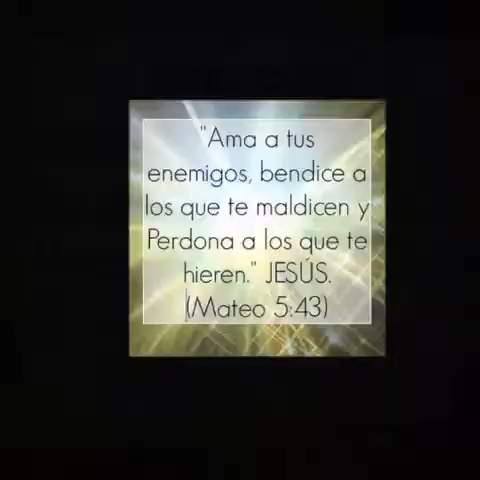 "Ama a tus
enemigos, bendice a
los que te maldicen y
Perdona a los que te
hieren." JESÚS.
(Mateo 5:43)